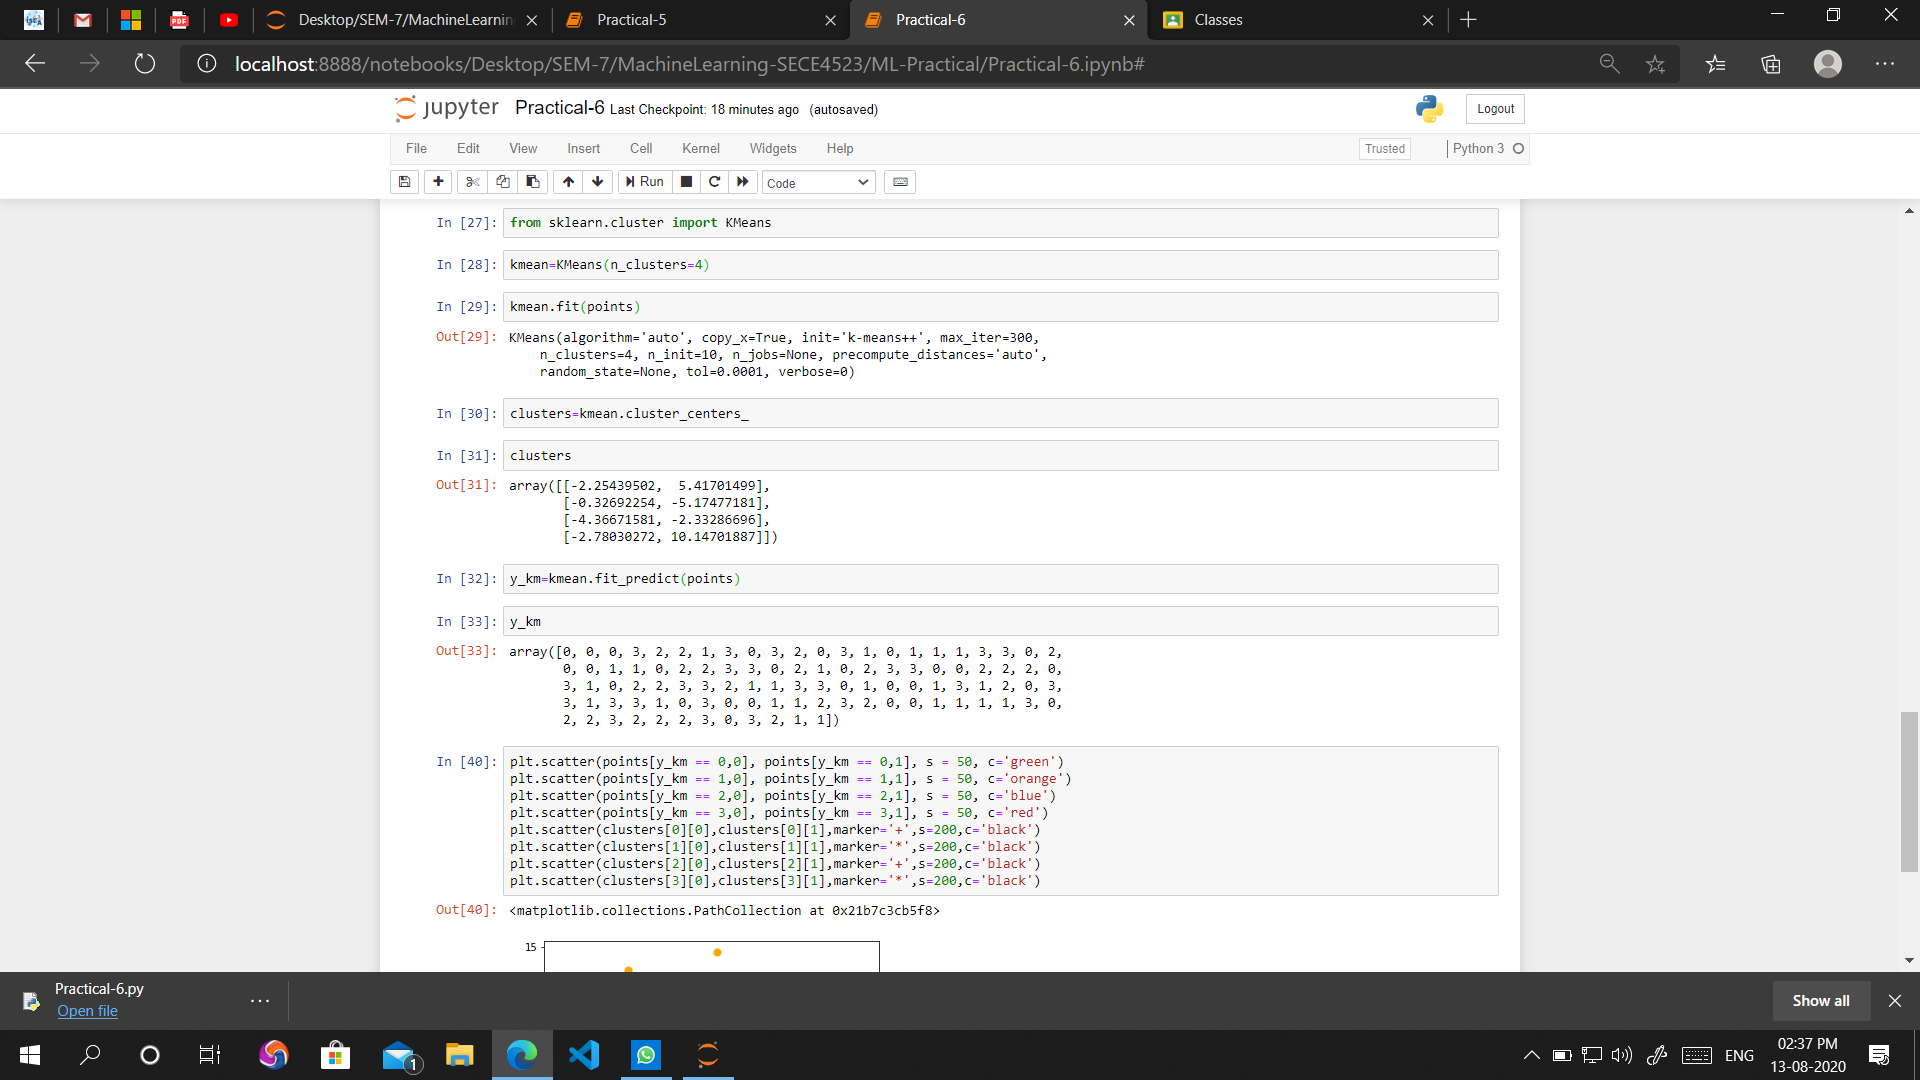 Desktop/SEM-7/MachineLearnin
Practical-5
Practical-6
Classes
localhost:8888/notebooks/Desktop/SEM-7/MachineLearning-SECE4523/ML-Practical/Practical-6.ipynb#
jupyter Practical-6 Last Checkpoint: 18 minutes ago (autosaved)
Logout
File Edit View Insert Cell Kernel Widgets Help
Trusted
Python 3
Run
Code
In [27]: from sklearn.cluster import KMeans
In [28]: kmean=KMeans(n_clusters=4)
In [29]: kmean.fit(points)
Out[29]: KMeans(algorithm='auto', copy_x=True, init='k-means++', max_iter=300,
n_clusters=4, n_init=10, n_jobs=None, precompute_distances='auto',
random_state=None, tol=0.0001, verbose=0)
In [30]: clusters=kmean.cluster_centers_
In [31]: clusters
Out[31]: array([[-2.25439502, 5.41701499],
[-0.32692254, -5.17477181],
[-4.36671581, -2.33286696],
[-2.78030272, 10.14701887]])
In [32]: y_km=kmean.fit_predict(points)
In [33]: y_km
Out[33]: array([0, 0, 0, 3, 2, 2, 1, 3, 0, 3, 2, 0, 3, 1, 0, 1, 1, 1, 3, 3, 0, 2,
0, 0, 1, 1, 0, 2, 2, 3, 3, 0, 2, 1, 0, 2, 3, 3, 0, 0, 2, 2, 2, 0,
3, 1, 0, 2, 2, 3, 3, 2, 1, 1, 3, 3, 0, 1, 0, 0, 1, 3, 1, 2, 0, 3,
3, 1, 3, 3, 1, 0, 3, 0, 0, 1, 1, 2, 3, 2, 0, 0, 1, 1, 1, 1, 3, 0,
2, 2, 3, 2, 2, 2, 3, 0, 3, 2, 1, 1])
In [40]: plt.scatter(points[y_km == 0,0], points[y_km == 0,1], s = 50, c='green')
plt.scatter(points[y_km == 1,0], points[y_km == 1,1], s = 50, c='orange')
plt.scatter(points[y_km == 2,0], points[y_km == 2,1], s = 50, c='blue')
plt.scatter(points[y_km == 3,0], points[y_km == 3,1], s = 50, c='red')
plt.scatter(clusters[0][0],clusters[0][1],marker='+',s=200,c='black')
plt.scatter(clusters[1][0],clusters[1][1],marker='*',s=200,c='black')
plt.scatter(clusters[2][0],clusters[2][1],marker='+',s=200,c='black')
plt.scatter(clusters[3][0],clusters[3][1],marker='*',s=200,c='black')
Out[40]: <matplotlib.collections.PathCollection at 0x21b7c3cb5f8>
15
Practical-6.py
Open file
Show all
1
ENG
02:37 PM
13-08-2020